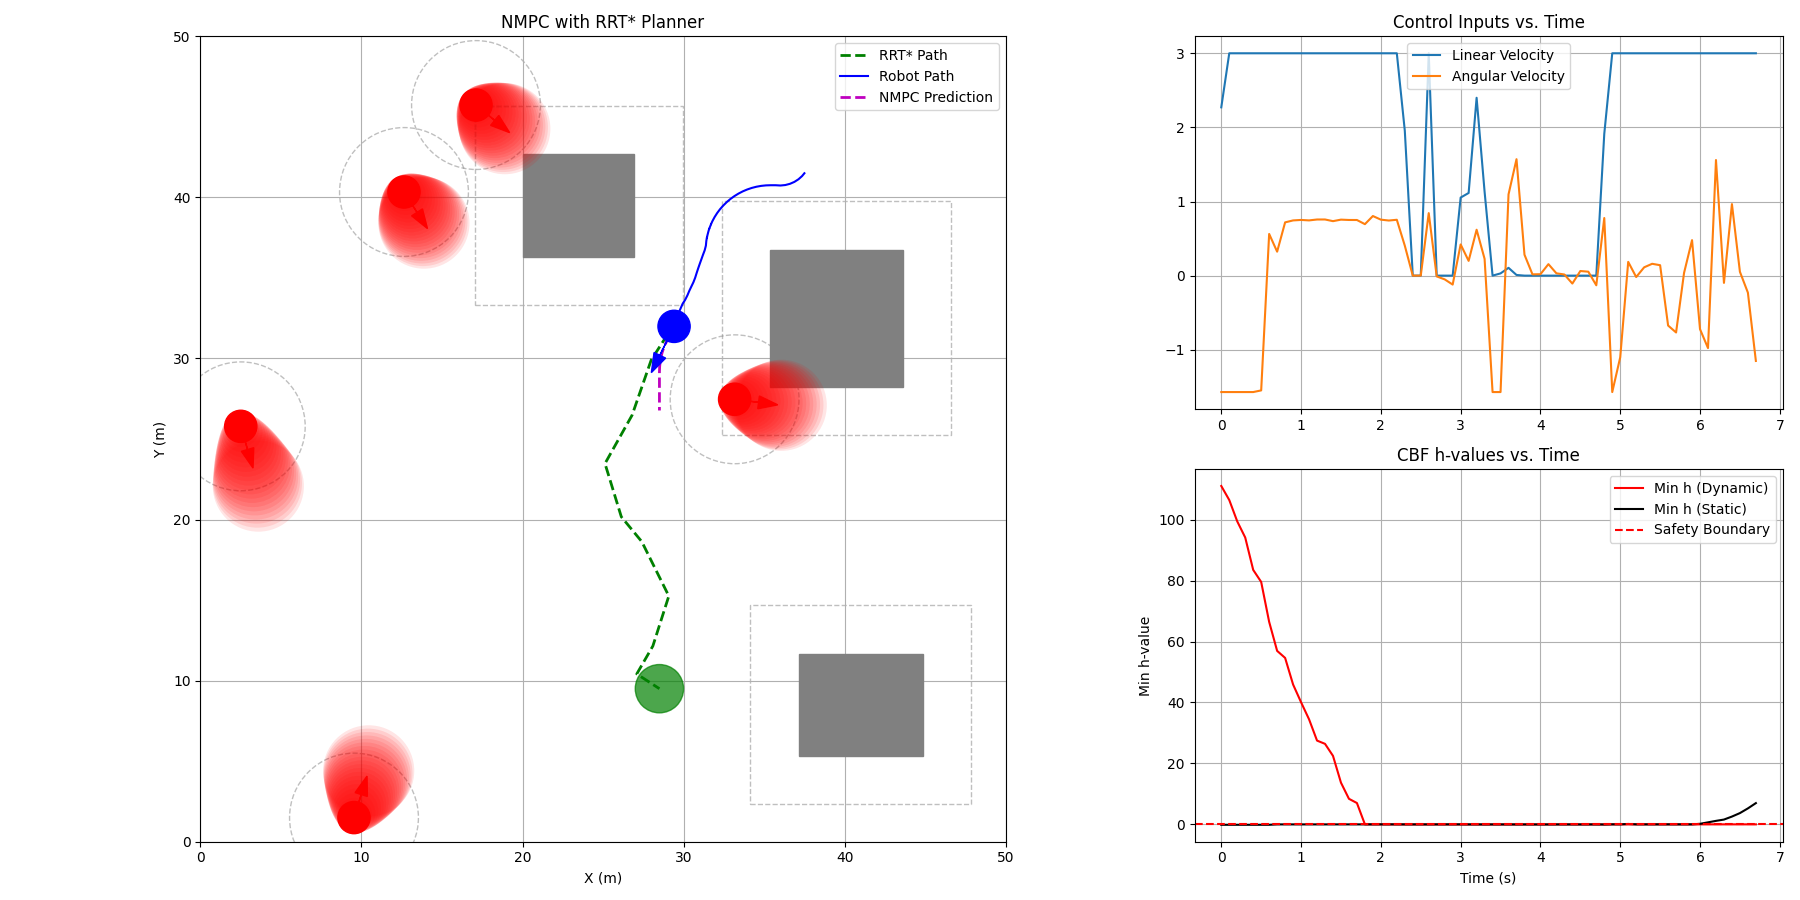 NMPC with RRT* Planner
50
40
30
20
10
0
Y (m)
0 10 20 30 40 50
X (m)
RRT* Path
Robot Path
NMPC Prediction
Control Inputs vs. Time
3
2
1
0
−1
Linear Velocity
Angular Velocity
0 1 2 3 4 5 6 7
CBF h-values vs. Time
100
80
60
40
20
0
Min h-value
Min h (Dynamic)
Min h (Static)
Safety Boundary
0 1 2 3 4 5 6 7
Time (s)